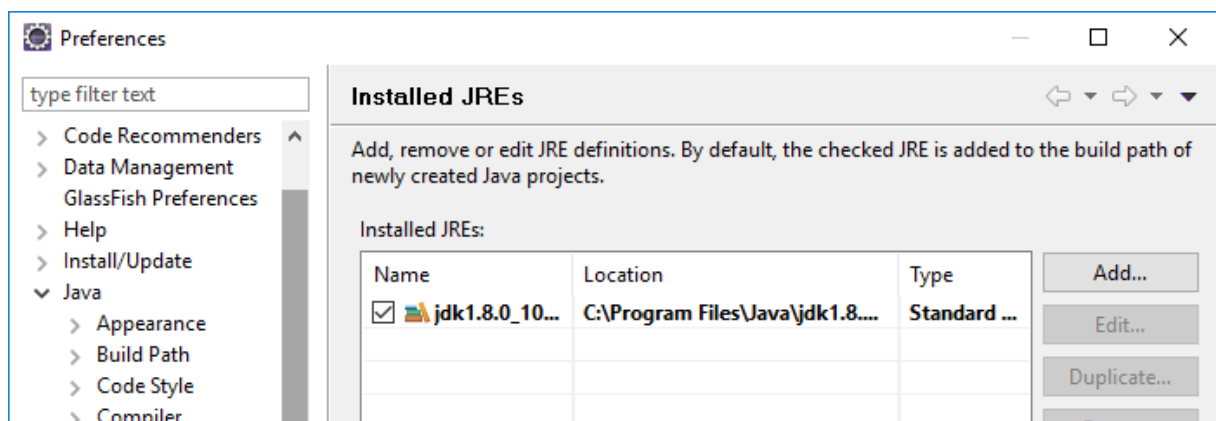 Preferences
type filter text
Code Recommenders
Data Management
GlassFish Preferences
Help
Install/Update
Java
Appearance
Build Path
Code Style
Compiler
Installed JREs
Add, remove or edit JRE definitions. By default, the checked JRE is added to the build path of
newly created Java projects.
Installed JREs:
Name Location Type
jdk1.8.0_10... C:\Program Files\Java\jdk1.8.... Standard ...
Add...
Edit...
Duplicate...